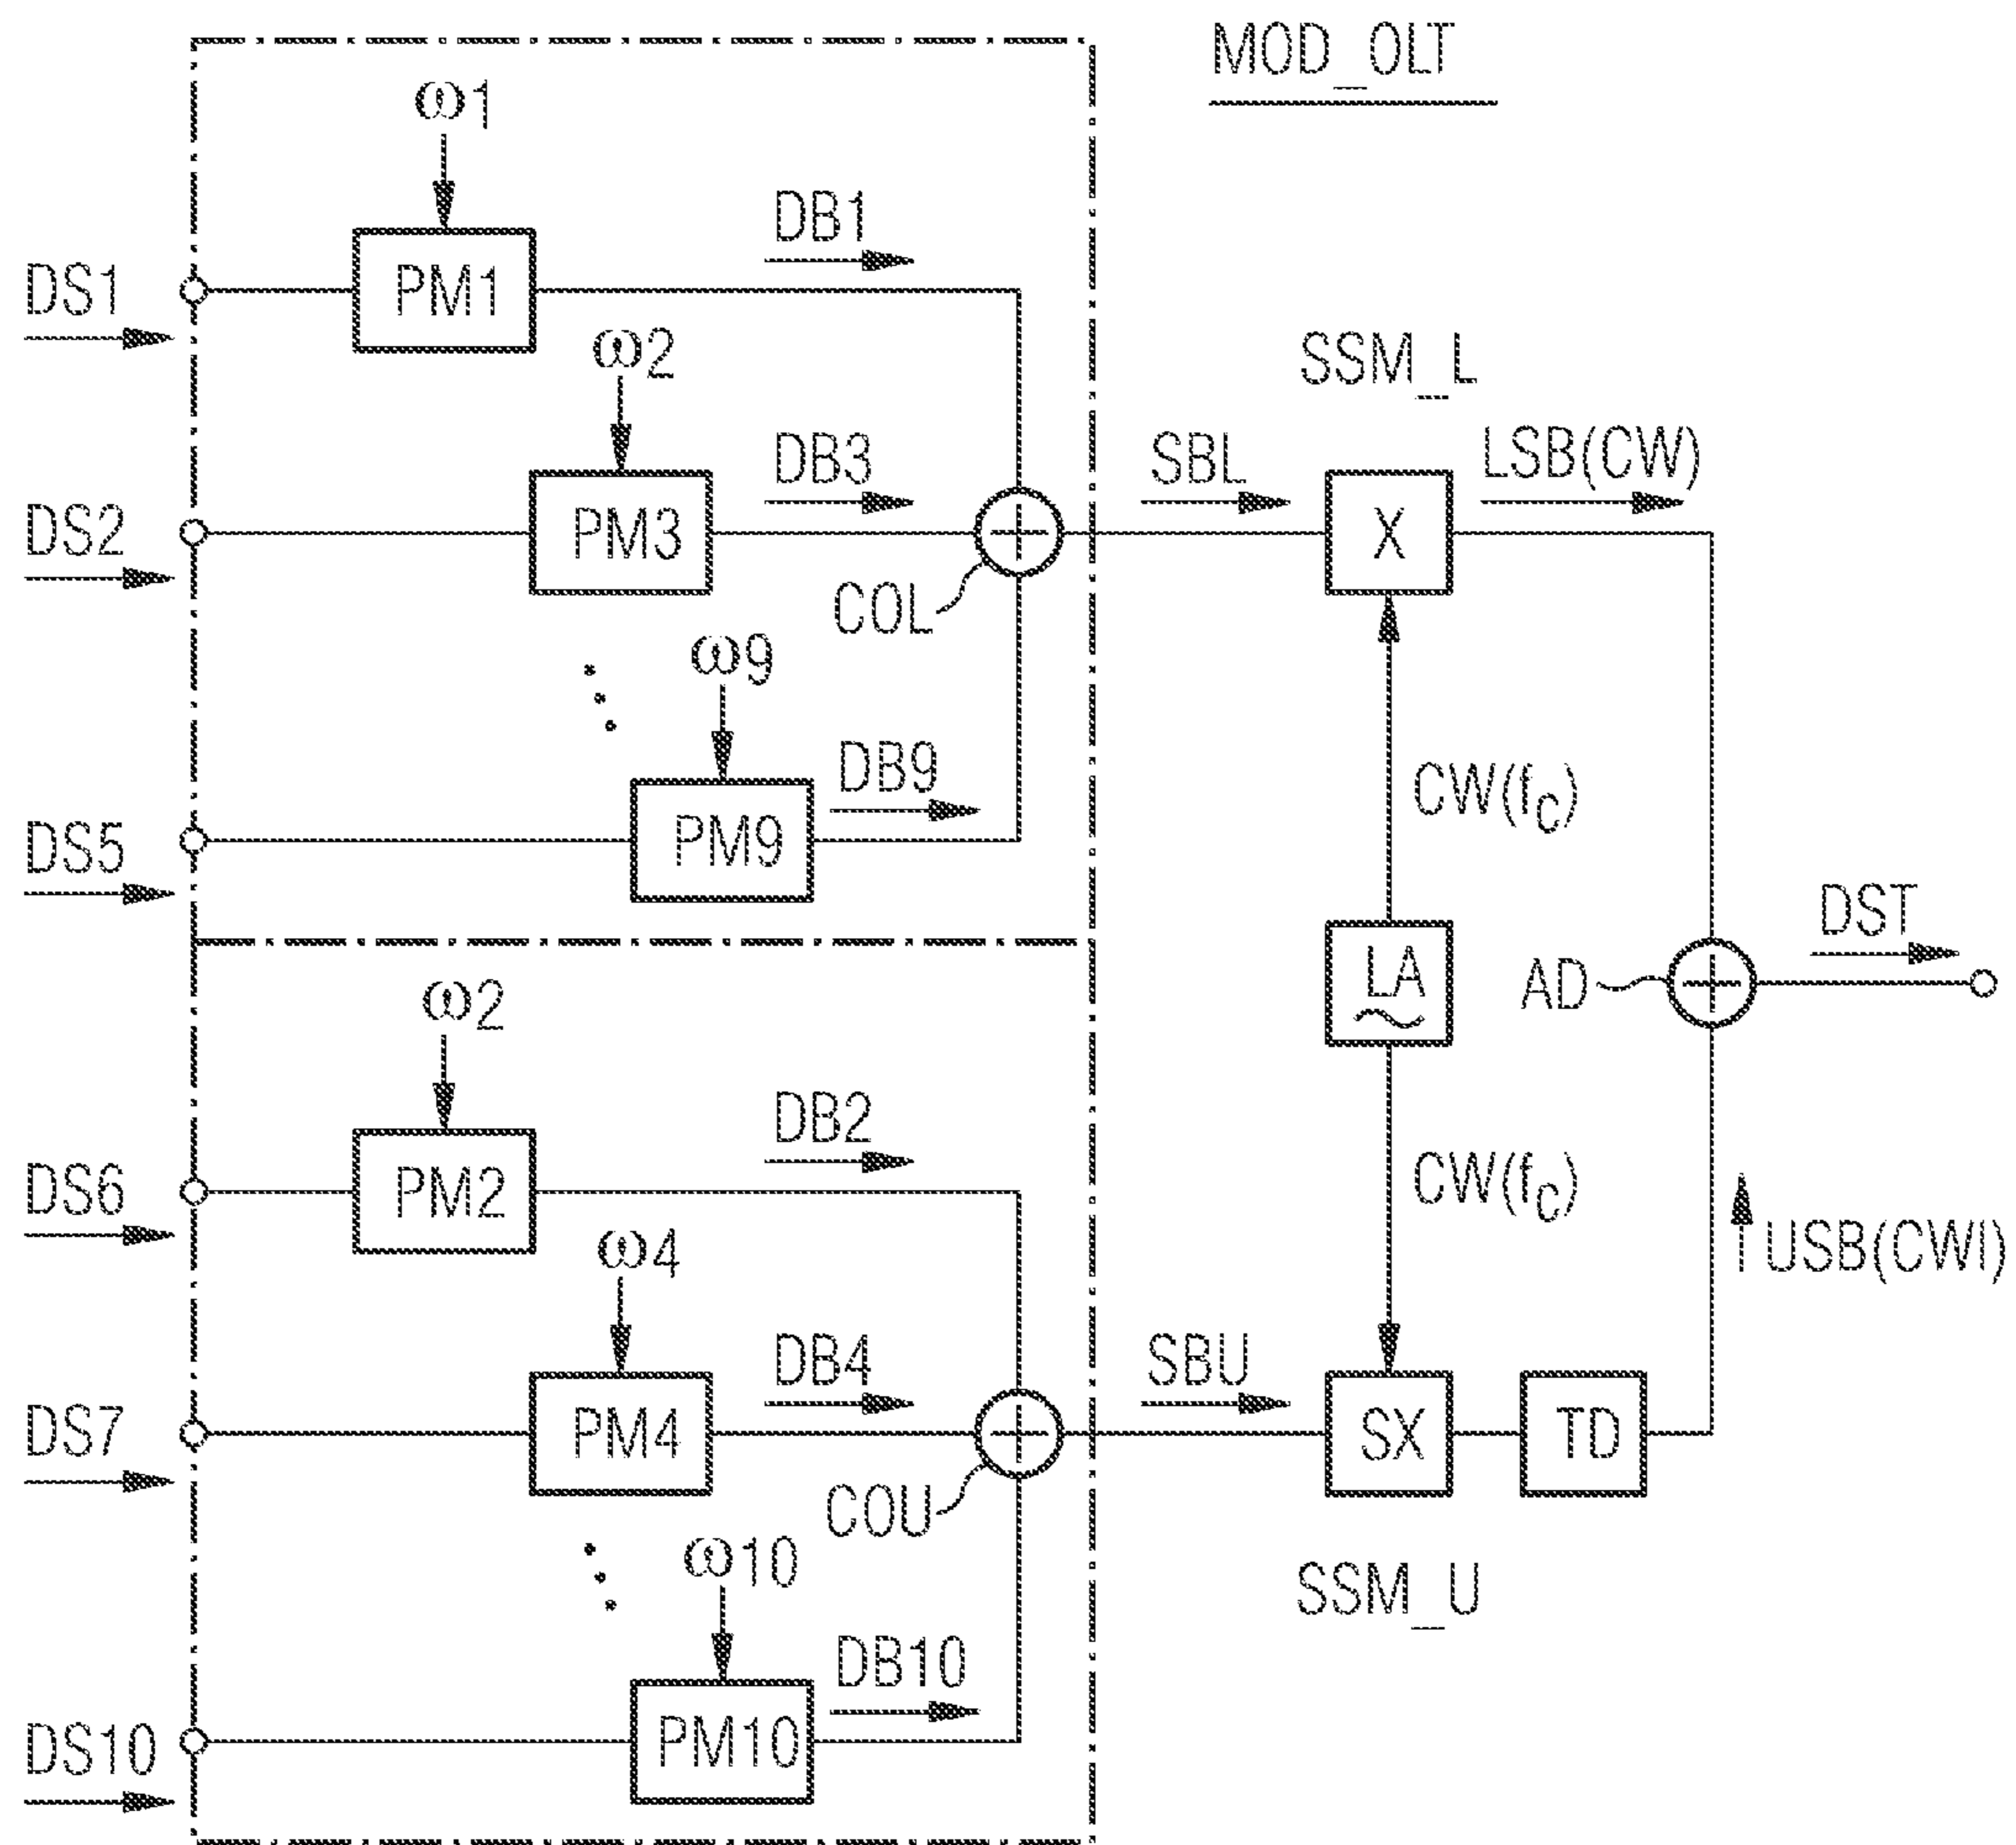 MOD_OLT
ω1
DB1
DS1
PM1
ω2
SSM_L
DB3
SBL
LSB(CW)
DS2
PM3
X
COL
ω9
DB9
CW(fC)
DS5
PM9
DST
LA
AD
ω2
DB2
CW(fC)
DS6
PM2
ω4
USB(CWI)
DB4
SBU
DS7
PM4
SX
TD
COU
ω10
SSM_U
DB10
DS10
PM10